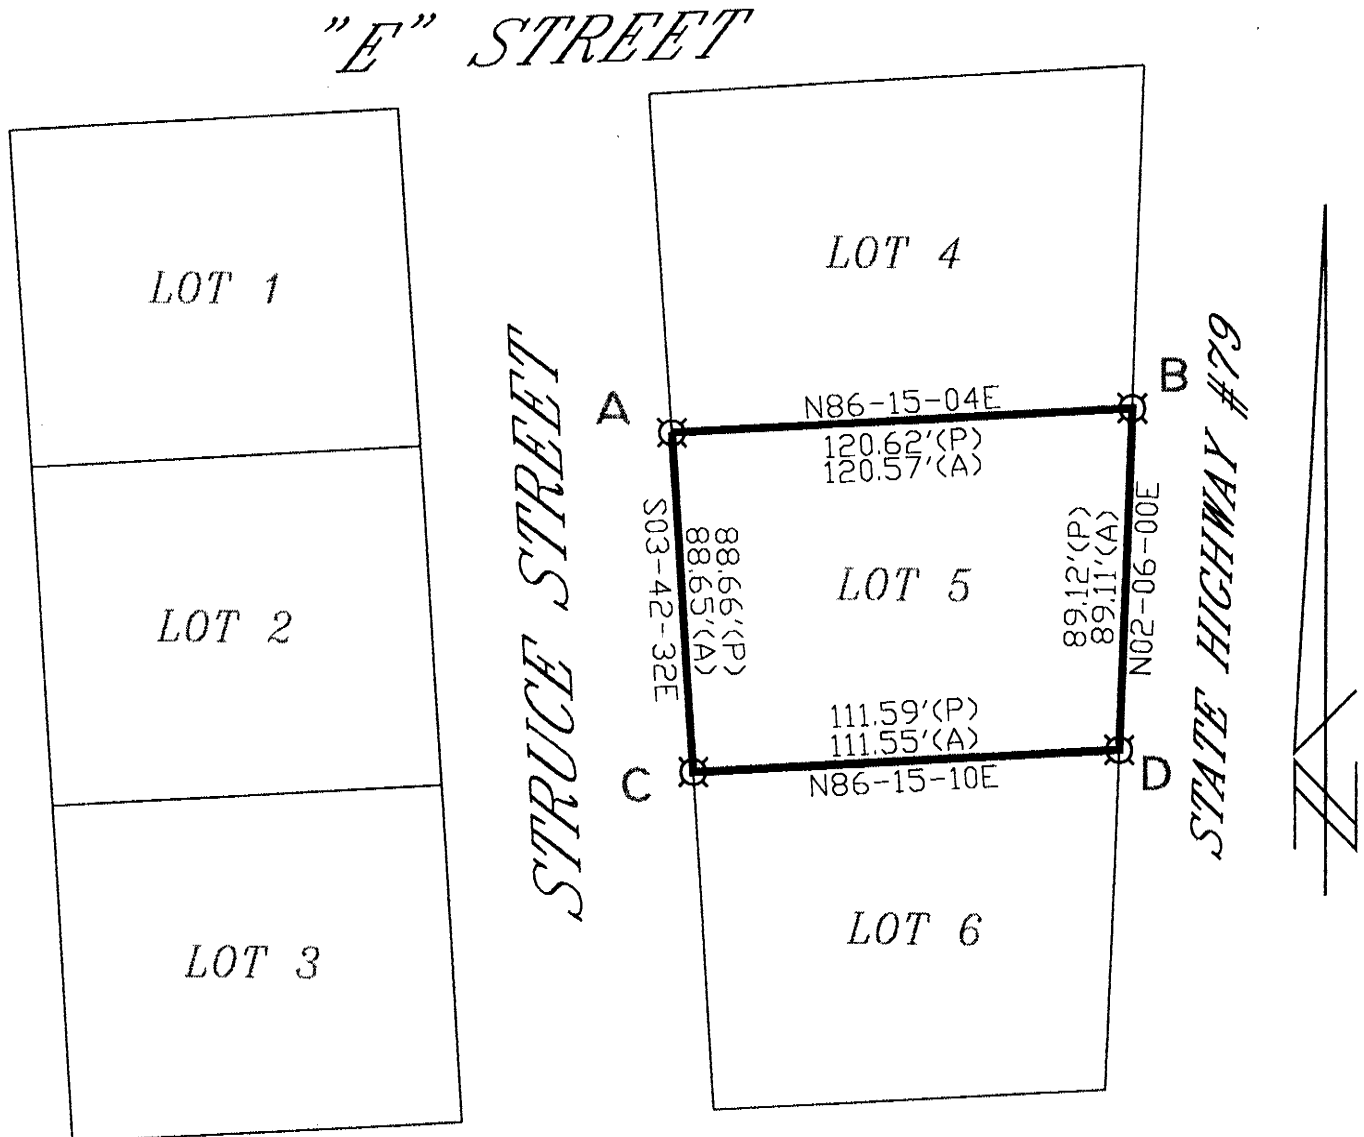 "E" STREET
LOT 1
LOT 2
LOT 3
STRUCE STREET
LOT 4
A
B
N86-15-04E
120.62'(P)
120.57'(A)
S03-42-32E
88.65'(A)
88.66'(P)
LOT 5
89.12'(P)
89.11'(A)
N02-06-00E
111.59'(P)
111.55'(A)
N86-15-10E
C
D
LOT 6
STATE HIGHWAY #79
N